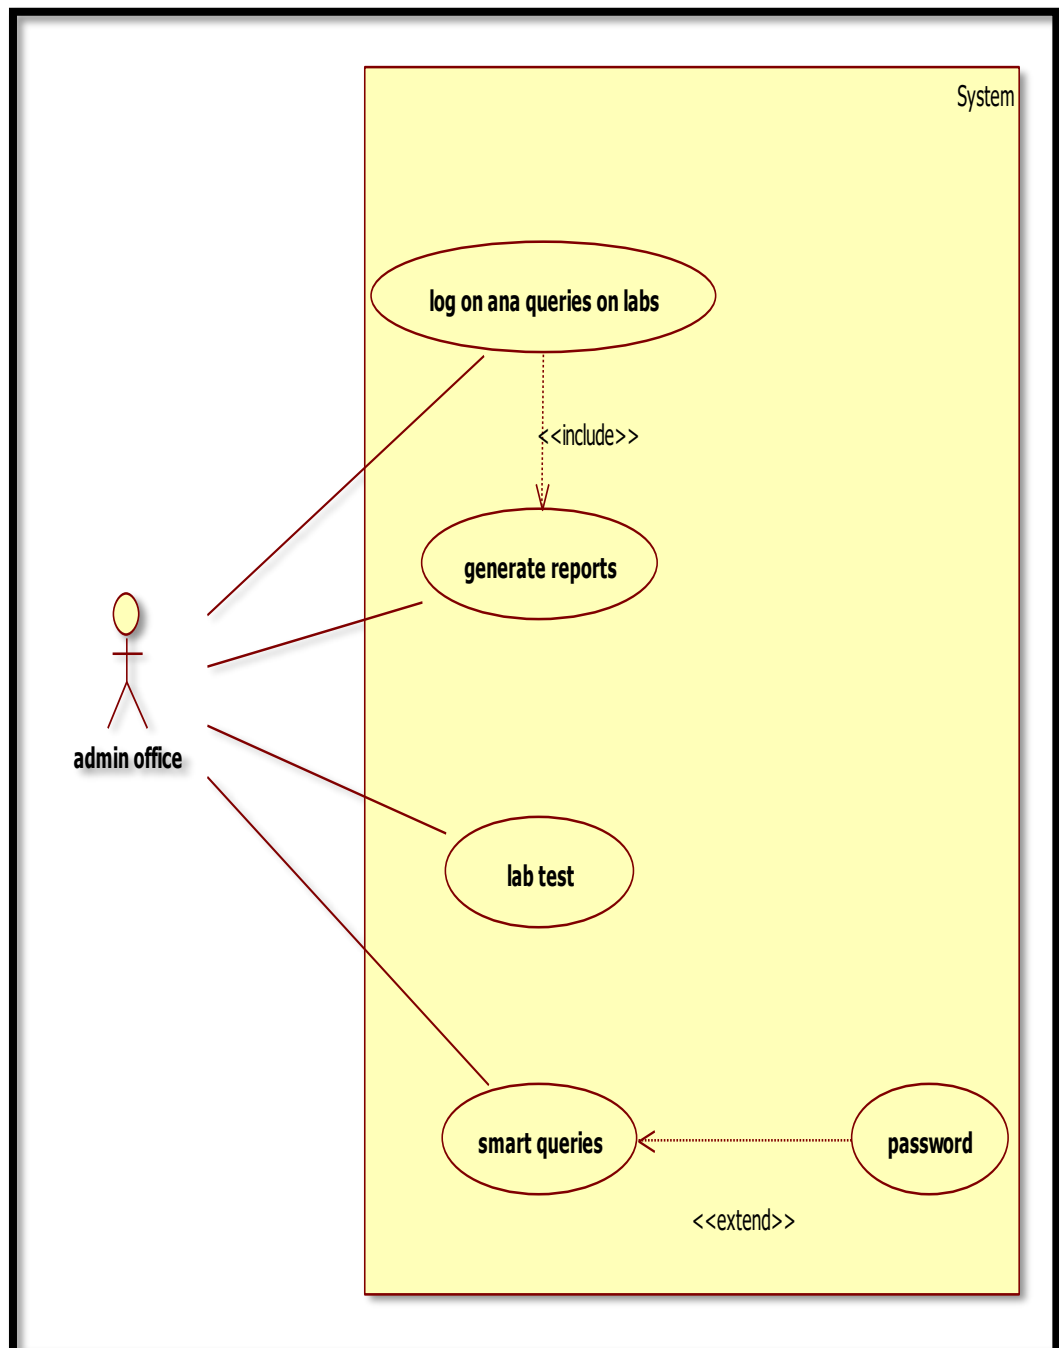 System
log on ana queries on labs
<<include>>
generate reports
admin office
lab test
smart queries
password
<<extend>>